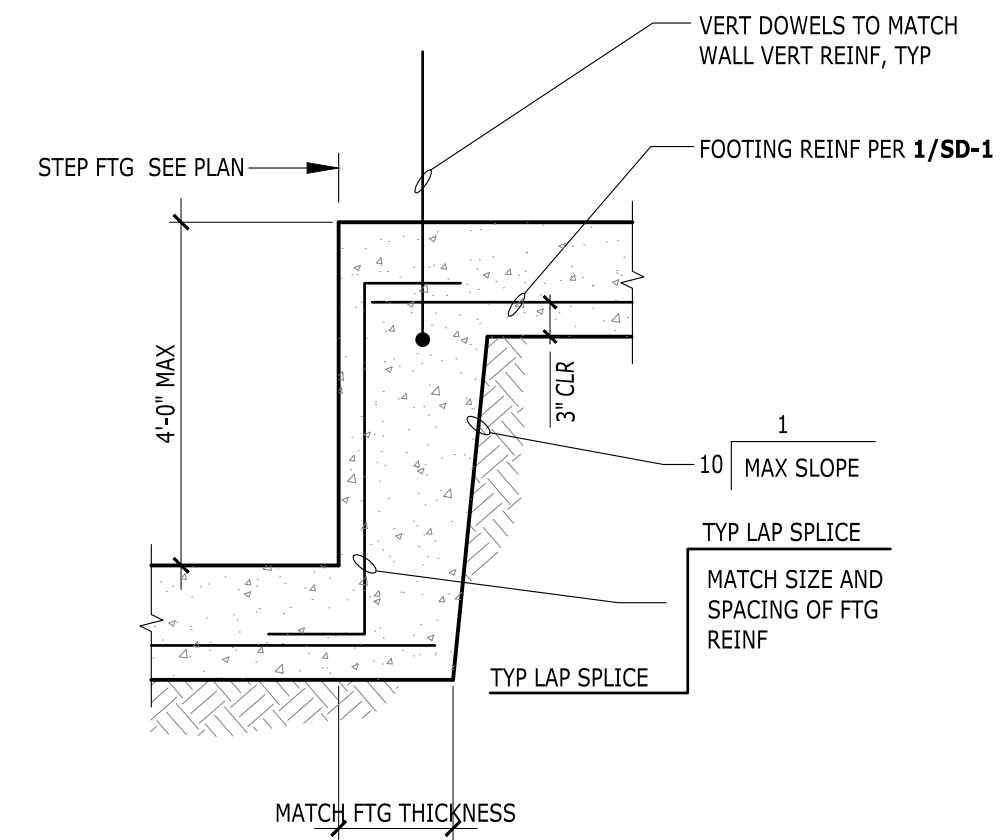 VERT DOWELS TO MATCH
WALL VERT REINF, TYP
FOOTING REINF PER 1/SD-1
STEP FTG SEE PLAN
4'-0" MAX
3" CLR
1
10
MAX SLOPE
TYP LAP SPLICE
MATCH SIZE AND
SPACING OF FTG
REINF
TYP LAP SPLICE
MATCH FTG THICKNESS